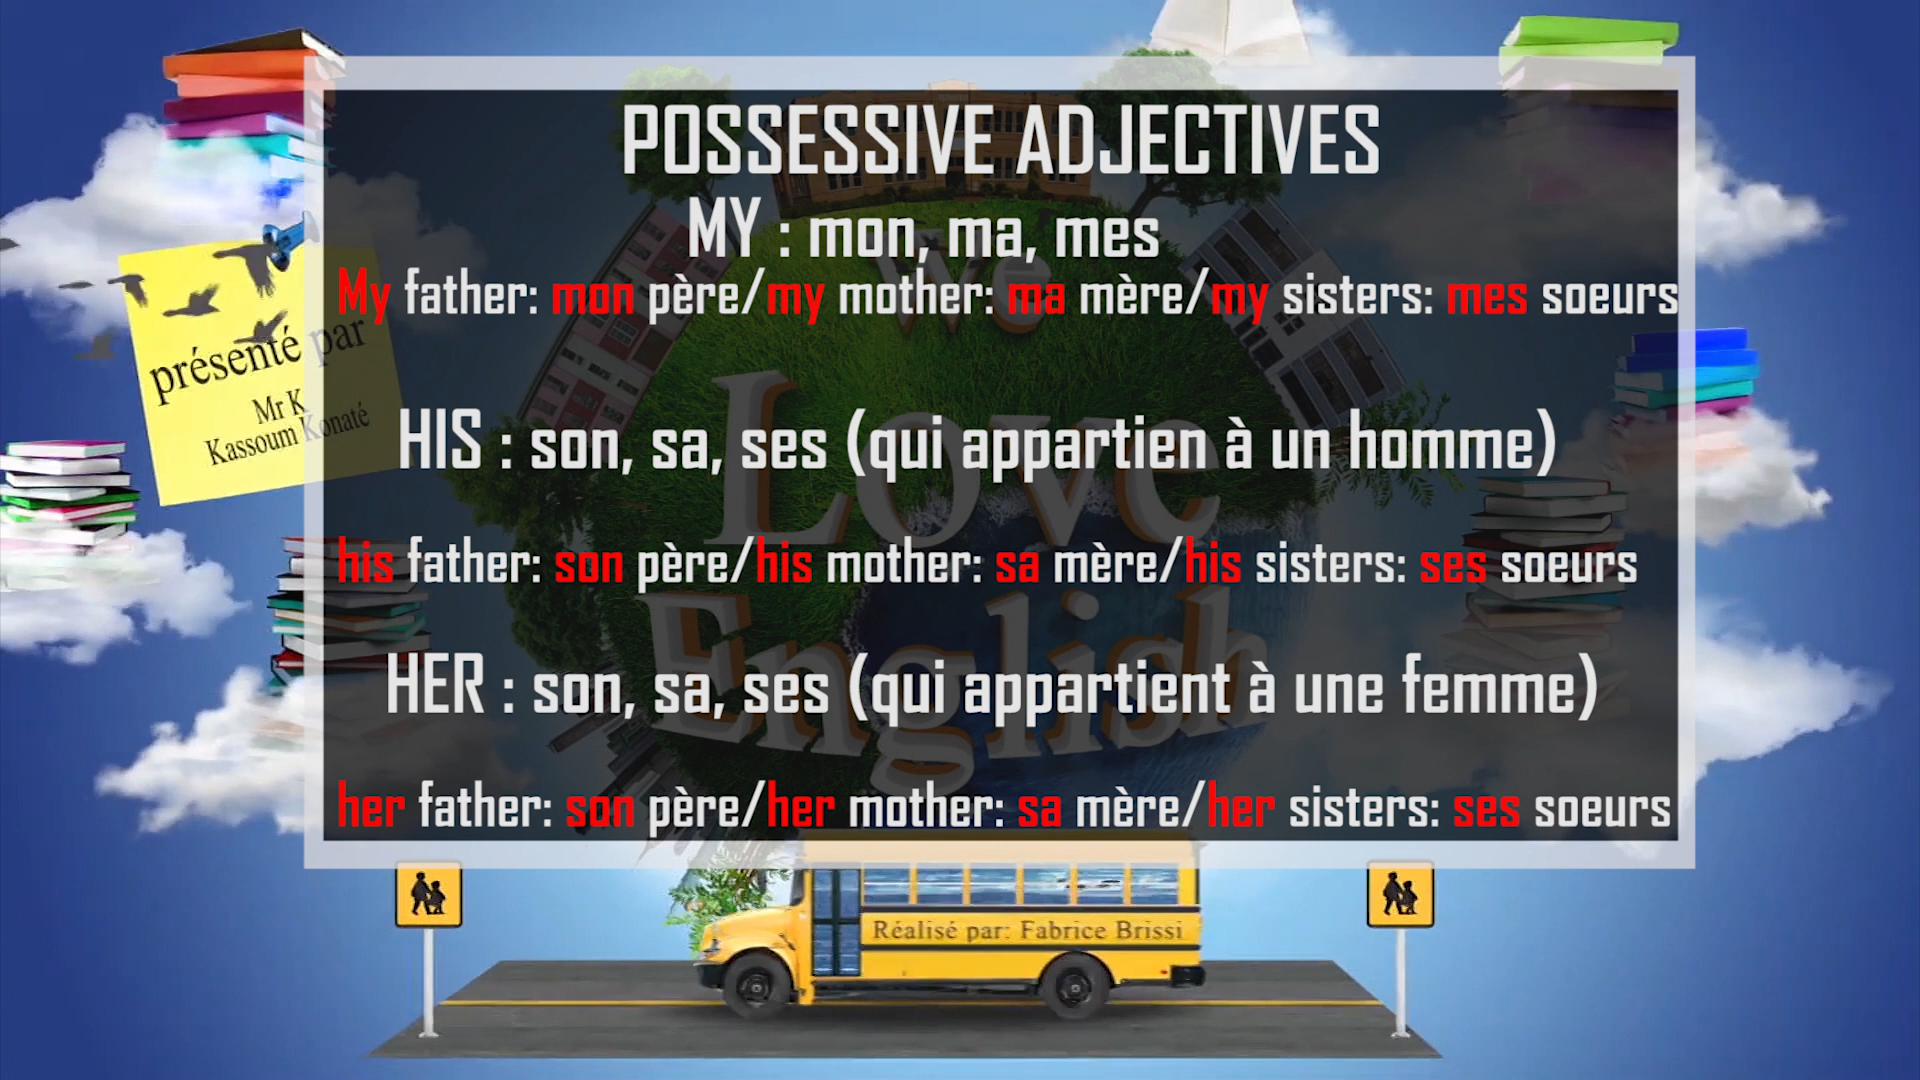 POSSESSIVE ADJECTIVES
MY : mon, ma, mes
My father: mon père/my mother: ma mère/my sisters: mes soeurs
HIS : son, sa, ses (qui appartien à un homme)
his father: son père/his mother: sa mère/his sisters: ses soeurs
HER : son, sa, ses (qui appartient à une femme)
her father: son père/her mother: sa mère/her sisters: ses soeurs
présenté par
Mr K
Kassoum Konaté
We
Love
English
Réalisé par: Fabrice Brissi